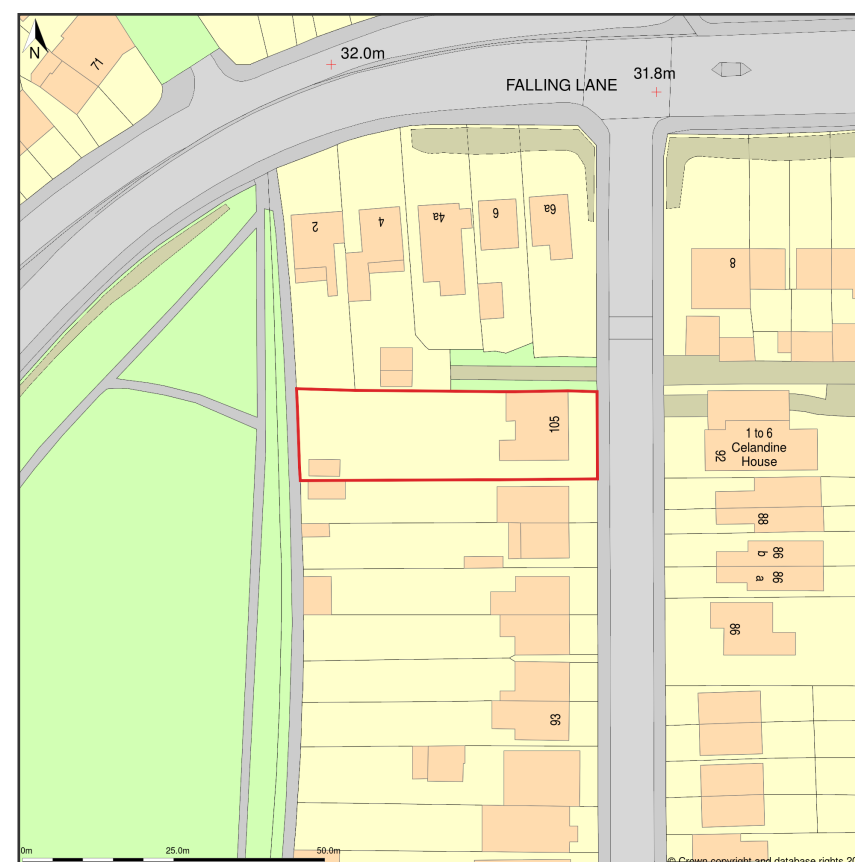 N
71
32.0m
31.8m
FALLING LANE
2
4
4a
6
6a
8
105
1 to 6
Celandine
House
92
88
86
b
86
a
86
93
0m
25.0m
50.0m
© Crown copyright and database rights 20